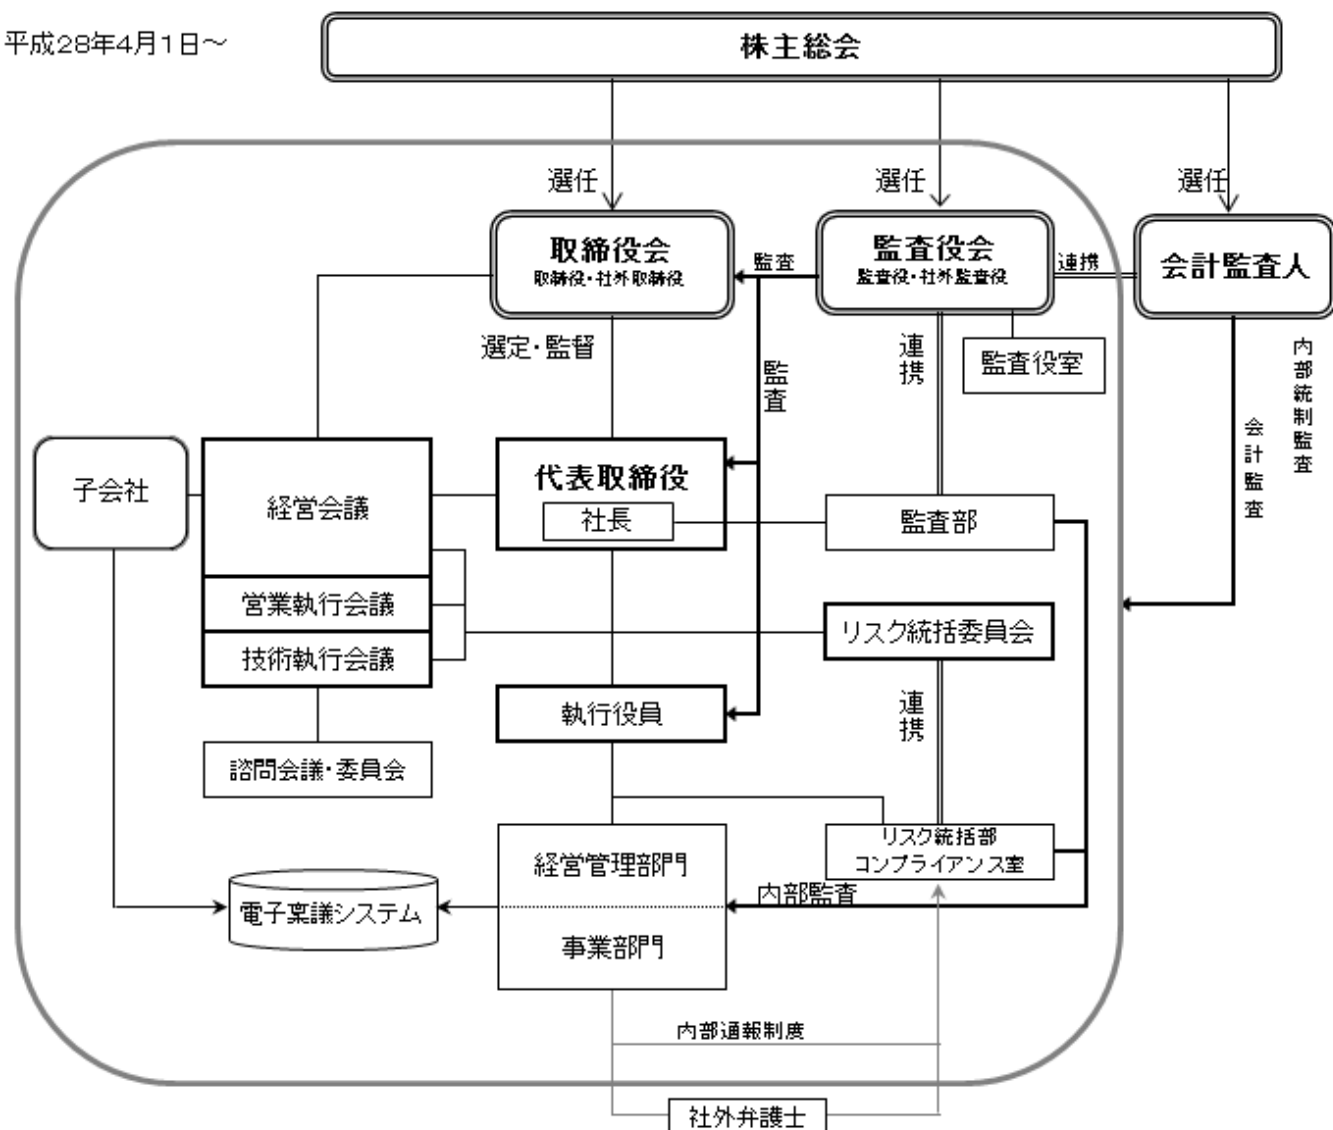 平成28年4月1日～
株主総会
選任
選任
選任
取締役会
取締役・社外取締役
監査
監査役会
監査役・社外監査役
連携
会計監査人
選定・監督
監査
連携
監査役室
内部統制監査
会計監査
子会社
経営会議
代表取締役
社長
監査部
営業執行会議
技術執行会議
リスク統括委員会
執行役員
連携
諮問会議・委員会
経営管理部門
リスク統括部
コンプライアンス室
内部監査
電子稟議システム
事業部門
内部通報制度
社外弁護士